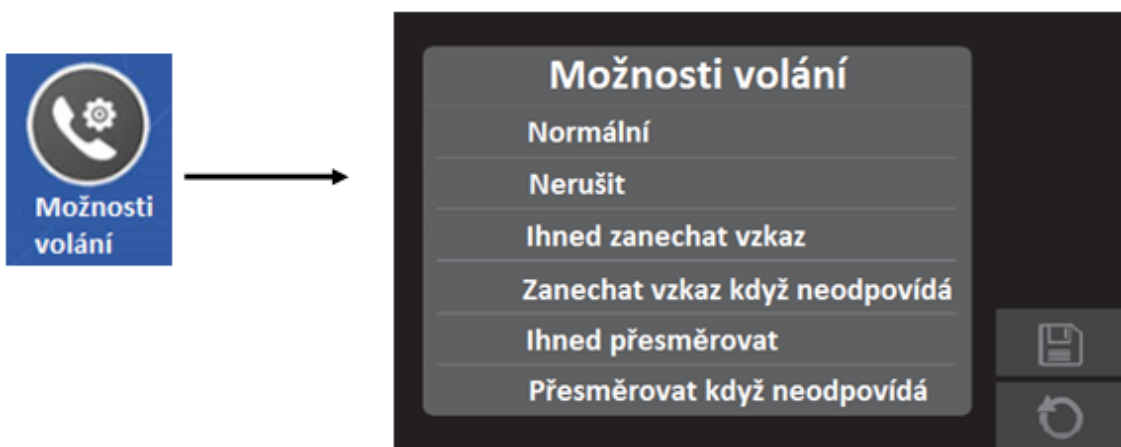 Možnosti
volání
Možnosti volání
Normální
Nerušit
Ihned zanechat vzkaz
Zanechat vzkaz když neodpovídá
Ihned přesměrovat
Přesměrovat když neodpovídá